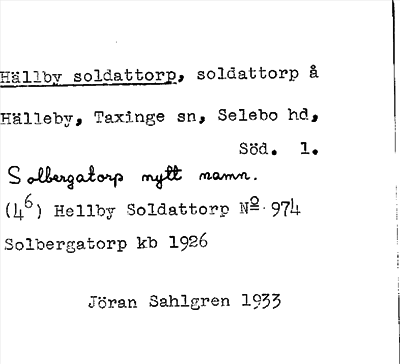 Hällby soldattorp, soldattorp å
Hälleby, Taxinge sn, Selebo hd,
Söd. 1.
Solbergatorp nytt namn.
(46) Hellby Soldattorp Nº 974
Solbergatorp kb 1926
Jöran Sahlgren 1933